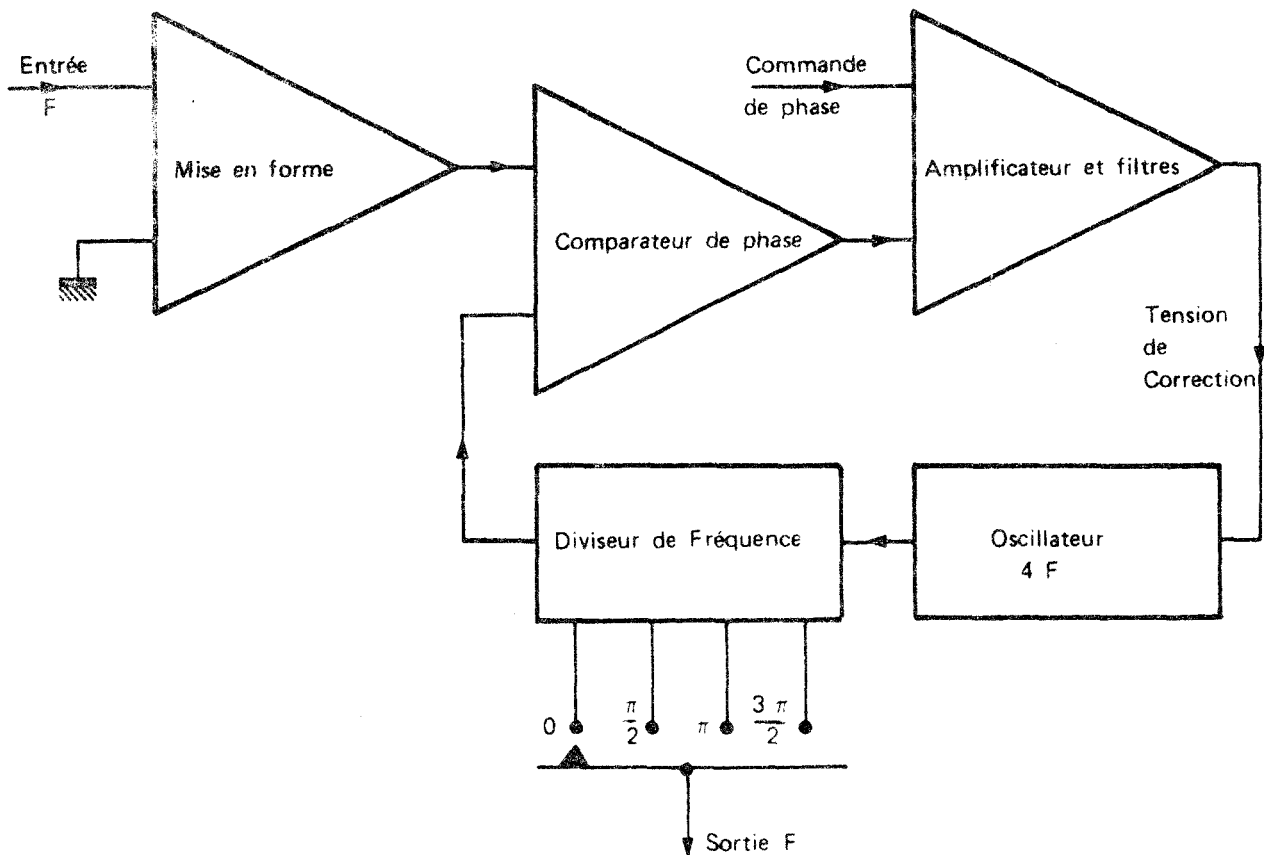 Entrée
F
Mise en forme
Commande
de phase
Amplificateur et filtres
Comparateur de phase
Tension
de
Correction
Diviseur de Fréquence
Oscillateur
4 F
0
π
2
π
3 π
2
Sortie F